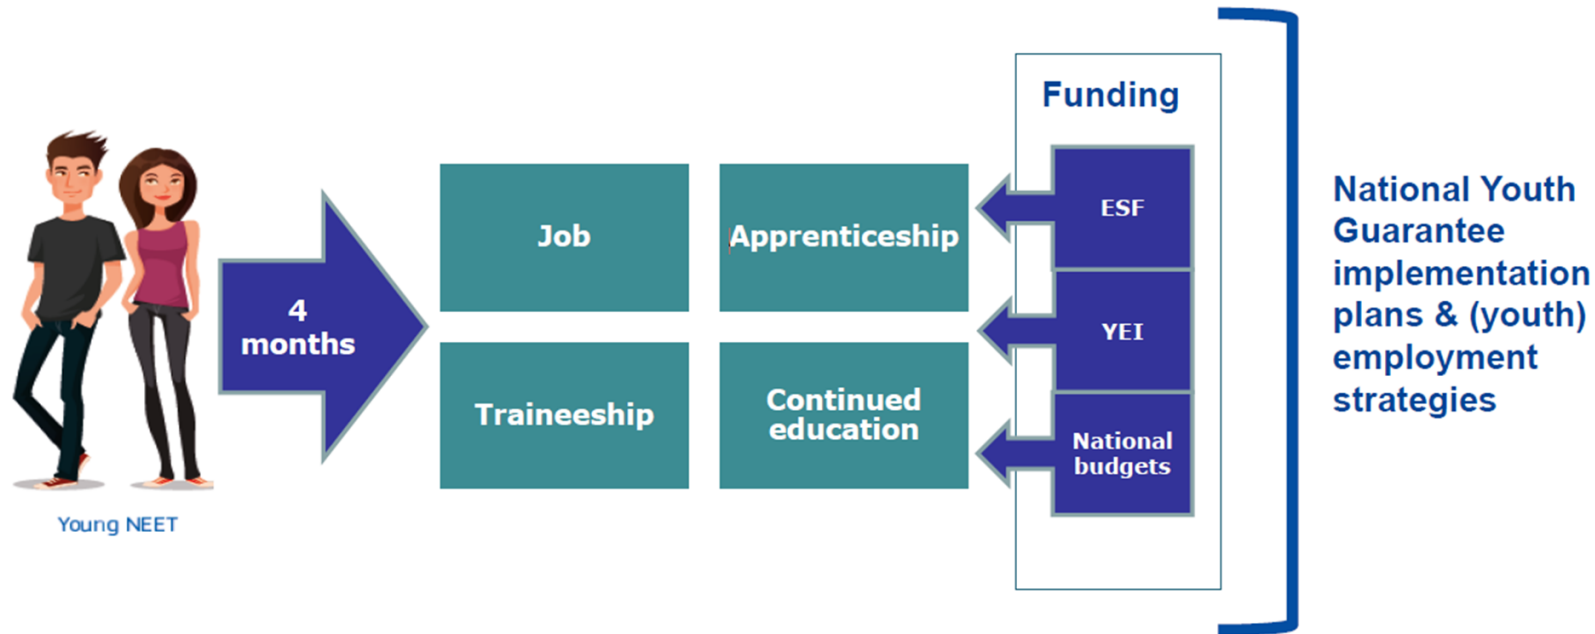 Young NEET
4
months
Job
Apprenticeship
Traineeship
Continued
education
Funding
ESF
YEI
National
budgets
National Youth
Guarantee
implementation
plans & (youth)
employment
strategies